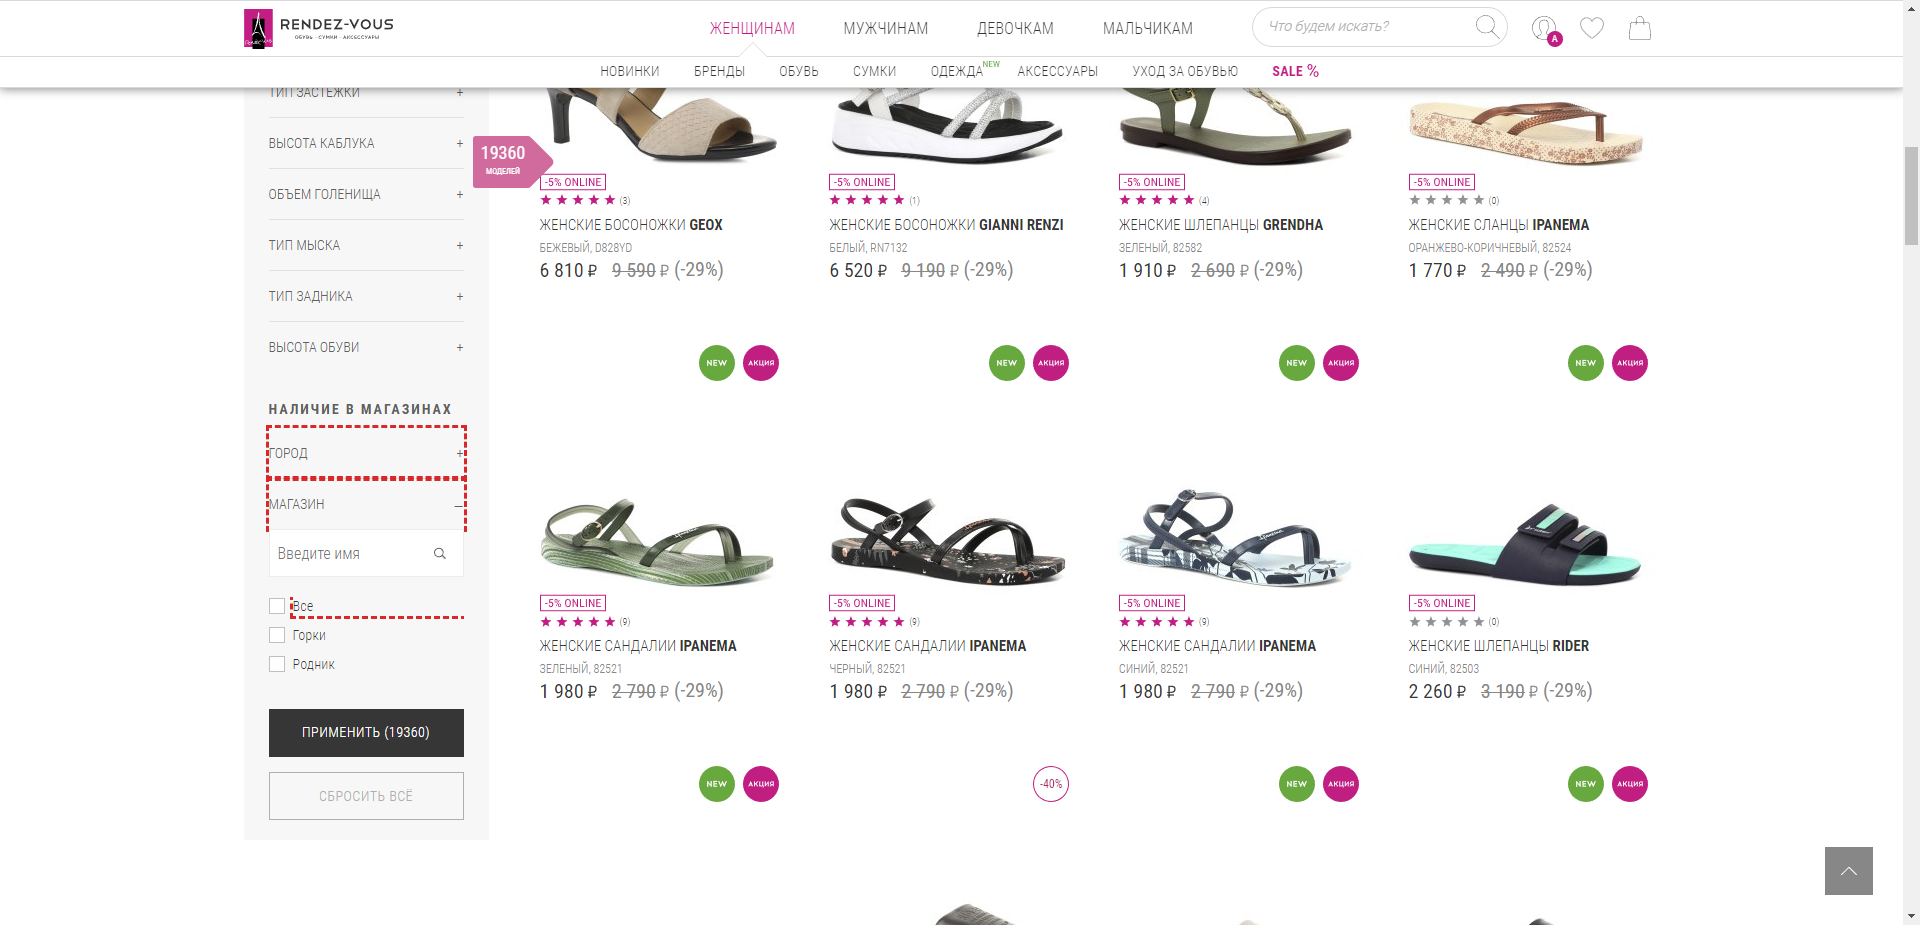 RENDEZ-VOUS
ОБУВЬ · СУМКИ · АКСЕССУАРЫ
ЖЕНЩИНАМ МУЖЧИНАМ ДЕВОЧКАМ МАЛЬЧИКАМ
Что будем искать?
A
НОВИНКИ БРЕНДЫ ОБУВЬ СУМКИ ОДЕЖДА NEW АКСЕССУАРЫ УХОД ЗА ОБУВЬЮ SALE %
ТИП ЗАСТЕЖКИ +
ВЫСОТА КАБЛУКА +
ОБЪЕМ ГОЛЕНИЩА +
ТИП МЫСКА +
ТИП ЗАДНИКА +
ВЫСОТА ОБУВИ +
НАЛИЧИЕ В МАГАЗИНАХ
ГОРОД +
МАГАЗИН –
Введите имя
Все
Горки
Родник
ПРИМЕНИТЬ (19360)
СБРОСИТЬ ВСЁ
19360
МОДЕЛЕЙ
-5% ONLINE
(3)
ЖЕНСКИЕ БОСОНОЖКИ GEOX
БЕЖЕВЫЙ, D828YD
6 810 ₽ 9 590 ₽ (-29%)
-5% ONLINE
(1)
ЖЕНСКИЕ БОСОНОЖКИ GIANNI RENZI
БЕЛЫЙ, RN7132
6 520 ₽ 9 190 ₽ (-29%)
-5% ONLINE
(4)
ЖЕНСКИЕ ШЛЕПАНЦЫ GRENDHA
ЗЕЛЕНЫЙ, 82582
1 910 ₽ 2 690 ₽ (-29%)
-5% ONLINE
(0)
ЖЕНСКИЕ СЛАНЦЫ IPANEMA
ОРАНЖЕВО-КОРИЧНЕВЫЙ, 82524
1 770 ₽ 2 490 ₽ (-29%)
NEW АКЦИЯ
-5% ONLINE
(9)
ЖЕНСКИЕ САНДАЛИИ IPANEMA
ЗЕЛЕНЫЙ, 82521
1 980 ₽ 2 790 ₽ (-29%)
NEW АКЦИЯ
-5% ONLINE
(9)
ЖЕНСКИЕ САНДАЛИИ IPANEMA
ЧЕРНЫЙ, 82521
1 980 ₽ 2 790 ₽ (-29%)
NEW АКЦИЯ
-5% ONLINE
(9)
ЖЕНСКИЕ САНДАЛИИ IPANEMA
СИНИЙ, 82521
1 980 ₽ 2 790 ₽ (-29%)
NEW АКЦИЯ
-5% ONLINE
(0)
ЖЕНСКИЕ ШЛЕПАНЦЫ RIDER
СИНИЙ, 82503
2 260 ₽ 3 190 ₽ (-29%)
NEW АКЦИЯ
-40%
NEW АКЦИЯ
NEW АКЦИЯ